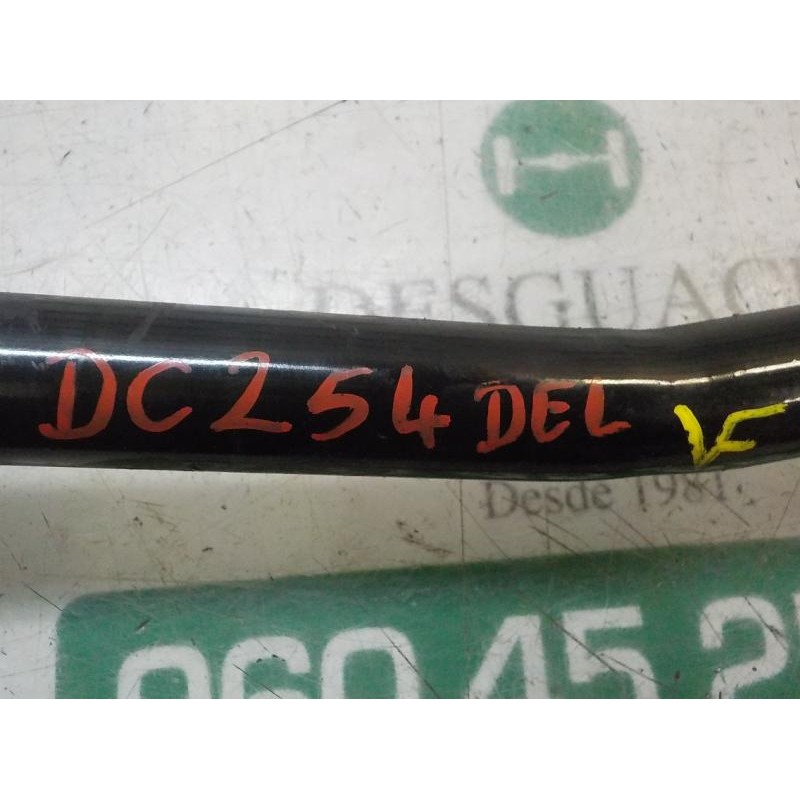 DESGUAC
DC254 DEL
Desde 1981
960 45 2